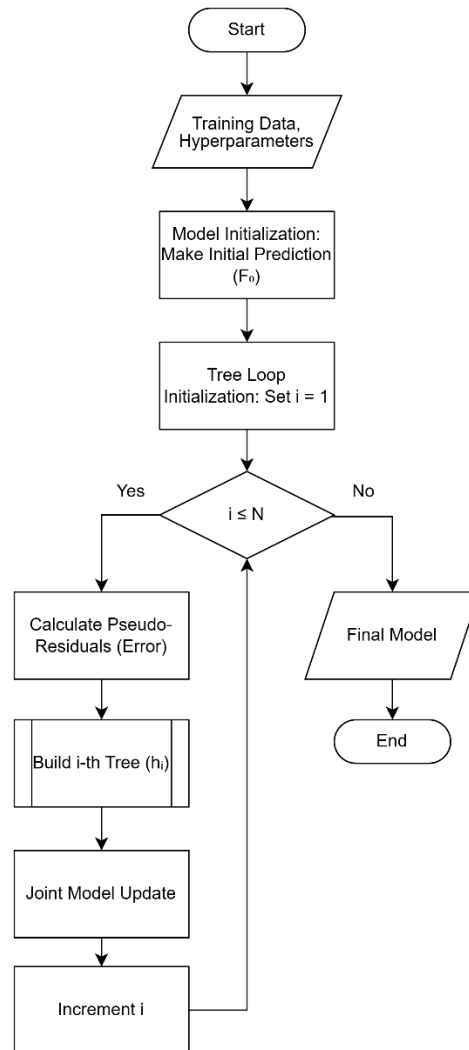 Start
Training Data,
Hyperparameters
Model Initialization:
Make Initial Prediction
(F₀)
Tree Loop
Initialization: Set i = 1
Yes
No
i ≤ N
Calculate Pseudo-
Residuals (Error)
Final Model
Build i-th Tree (hᵢ)
End
Joint Model Update
Increment i